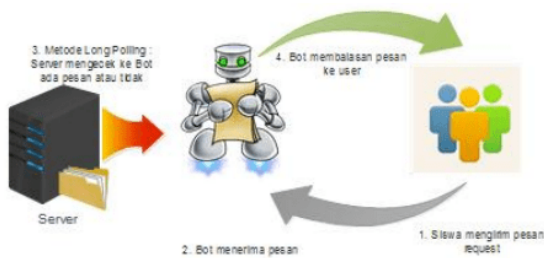 3. Metode Long Polling :
Server mengecek ke Bot
ada pesan atau tidak
4. Bot membalasan pesan
ke user
Server
2. Bot menerima pesan
1. Siswa mengirim pesan
request